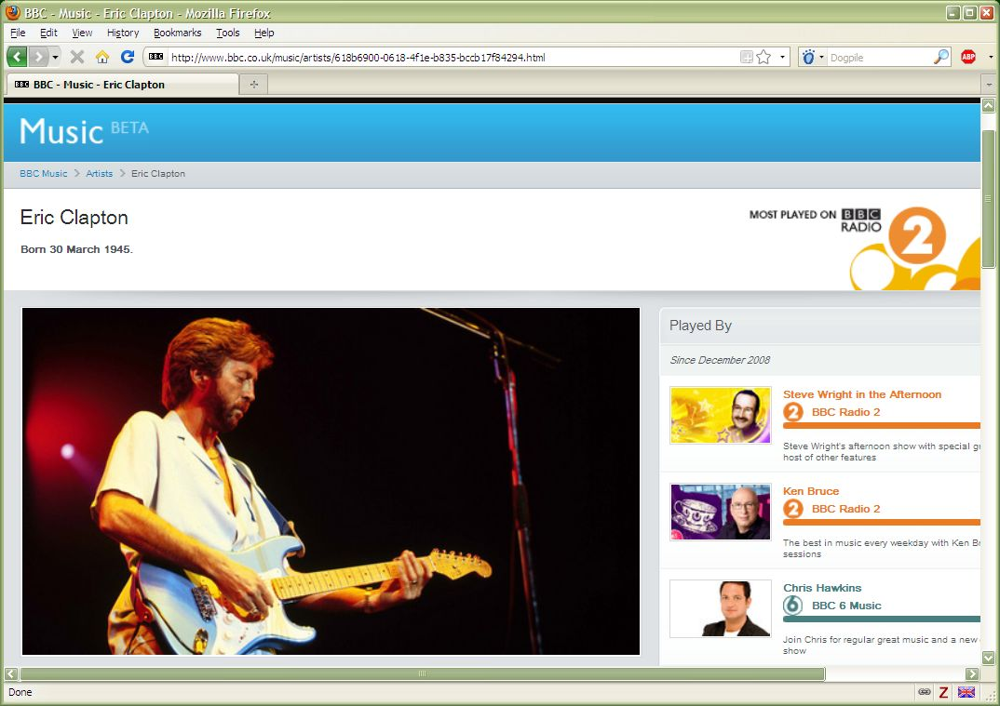 BBC - Music - Eric Clapton - Mozilla Firefox
File Edit View History Bookmarks Tools Help
BBC http://www.bbc.co.uk/music/artists/618b6900-0618-4f1e-b835-bccb17f84294.html Dogpile ABP
BBC BBC - Music - Eric Clapton
Music BETA
BBC Music Artists Eric Clapton
Eric Clapton
Born 30 March 1945.
MOST PLAYED ON BBC
RADIO
2
Played By
Since December 2008
Steve Wright in the Afternoon
2 BBC Radio 2
Steve Wright's afternoon show with special
host of other features
Ken Bruce
2 BBC Radio 2
The best in music every weekday with Ken
sessions
Chris Hawkins
6 BBC 6 Music
Join Chris for regular great music and a new
show
Done
Z